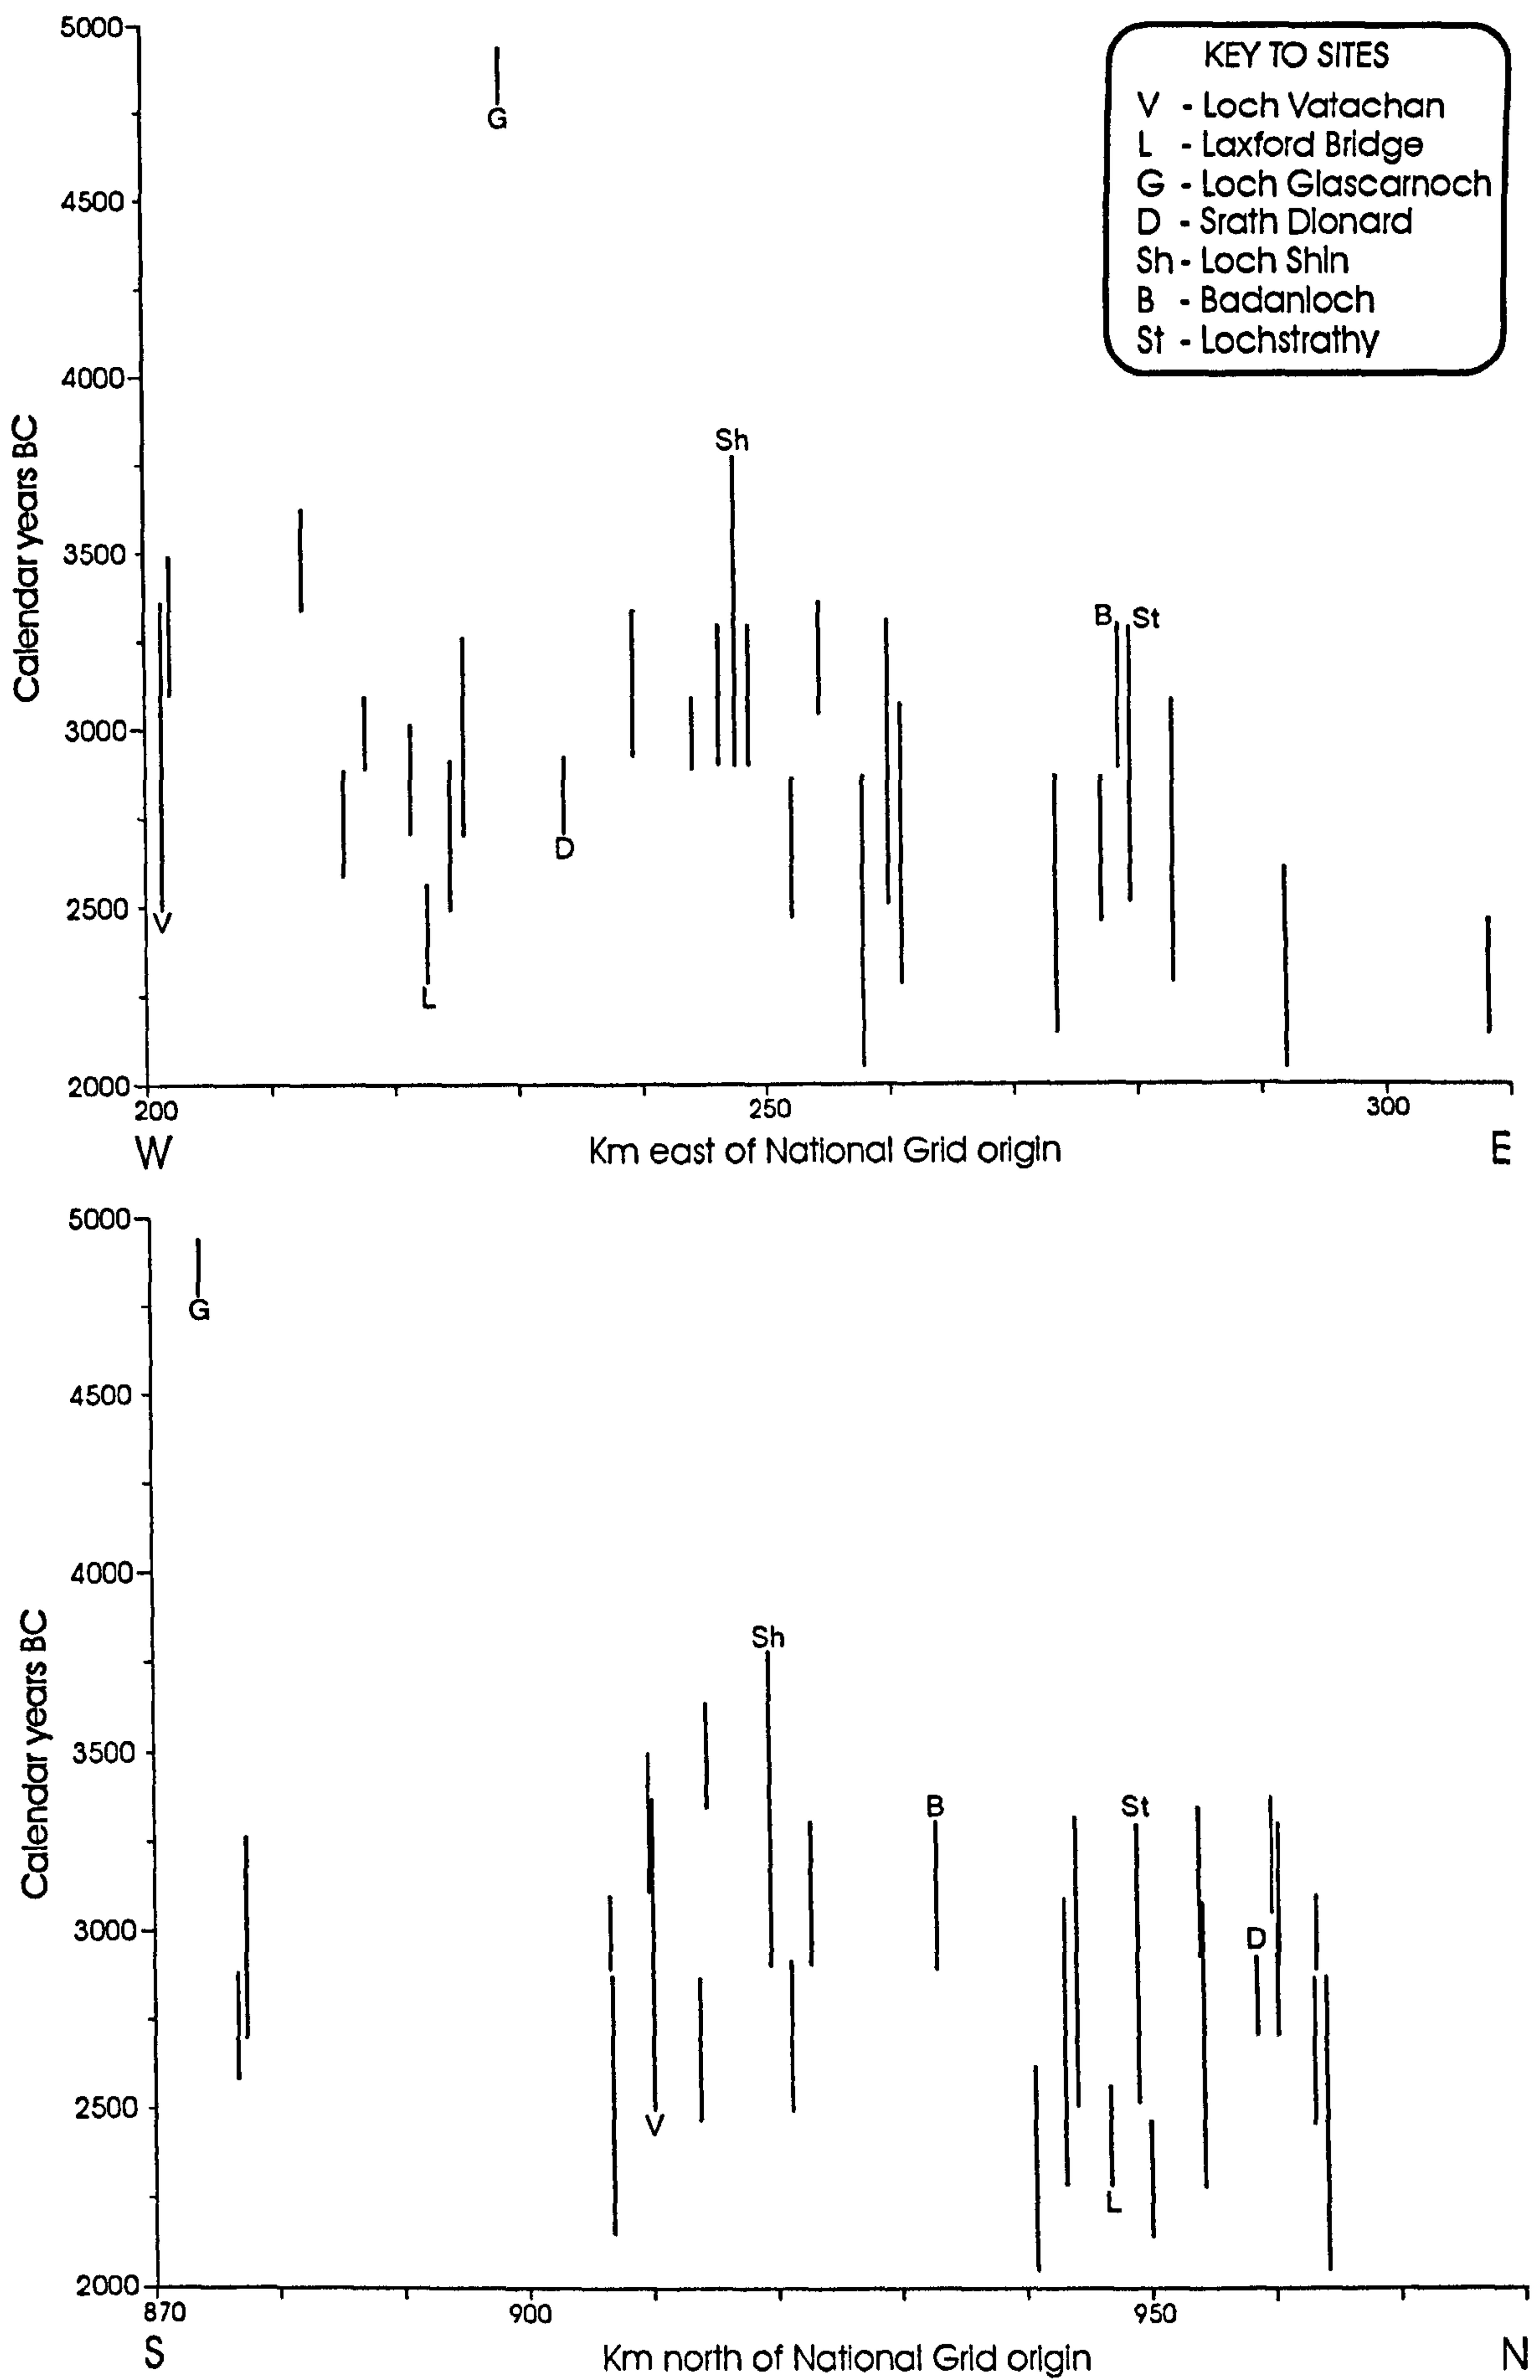 5000
G
KEY TO SITES
V - Loch Vatachan
L - Laxford Bridge
G - Loch Glascarnoch
D - Srath Dionard
Sh - Loch Shin
B - Badanloch
St - Lochstrathy
4500
4000
Calendar years BC
Sh
3500
B St
3000
D
2500
V
L
2000
200 250 300
W Km east of National Grid origin E
5000
G
4500
4000
Calendar years BC
Sh
3500
B St
3000
D
2500
V
L
2000
870 900 950
S Km north of National Grid origin N